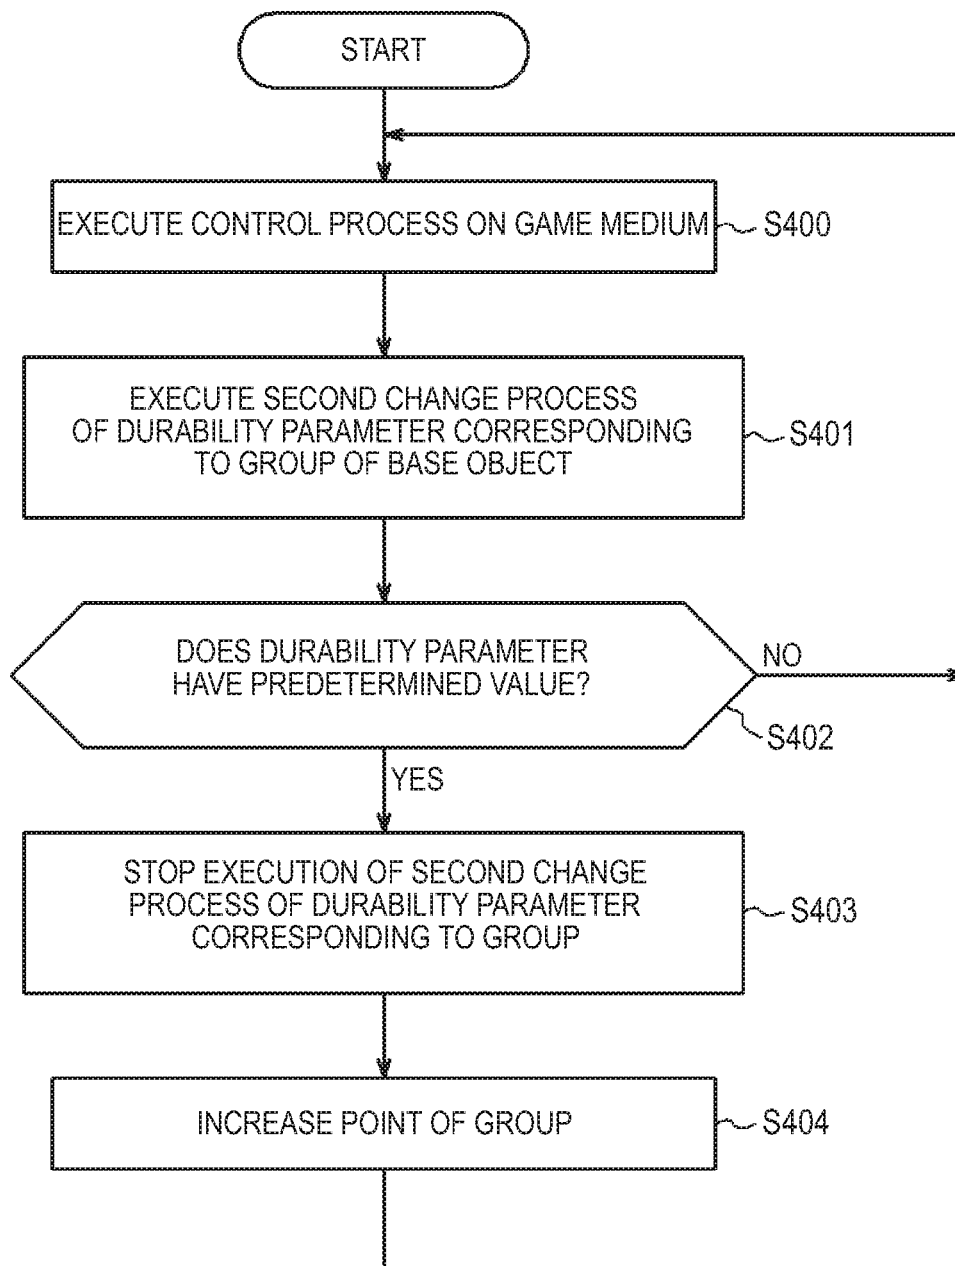 START
EXECUTE CONTROL PROCESS ON GAME MEDIUM
S400
EXECUTE SECOND CHANGE PROCESS
OF DURABILITY PARAMETER CORRESPONDING
TO GROUP OF BASE OBJECT
S401
DOES DURABILITY PARAMETER
HAVE PREDETERMINED VALUE?
NO
S402
YES
STOP EXECUTION OF SECOND CHANGE
PROCESS OF DURABILITY PARAMETER
CORRESPONDING TO GROUP
S403
INCREASE POINT OF GROUP
S404